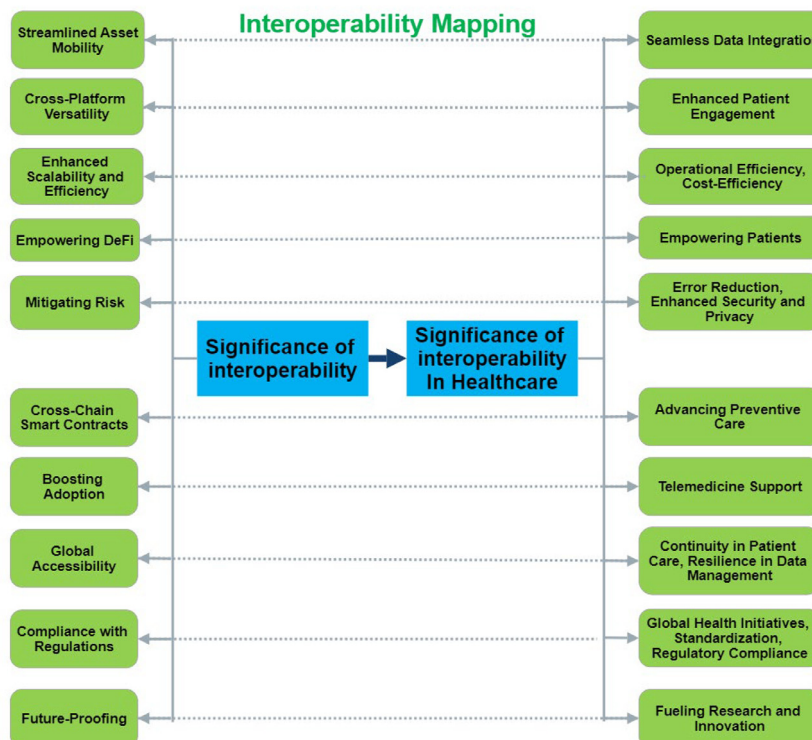 Interoperability Mapping
Streamlined Asset
Mobility
Seamless Data Integratio
Cross-Platform
Versatility
Enhanced Patient
Engagement
Enhanced
Scalability and
Efficiency
Operational Efficiency,
Cost-Efficiency
Empowering DeFi
Empowering Patients
Mitigating Risk
Error Reduction,
Enhanced Security and
Privacy
Significance of
interoperability
Significance of
interoperability
In Healthcare
Cross-Chain
Smart Contracts
Advancing Preventive
Care
Boosting
Adoption
Telemedicine Support
Global
Accessibility
Continuity in Patient
Care, Resilience in Data
Management
Compliance with
Regulations
Global Health Initiatives,
Standardization,
Regulatory Compliance
Future-Proofing
Fueling Research and
Innovation